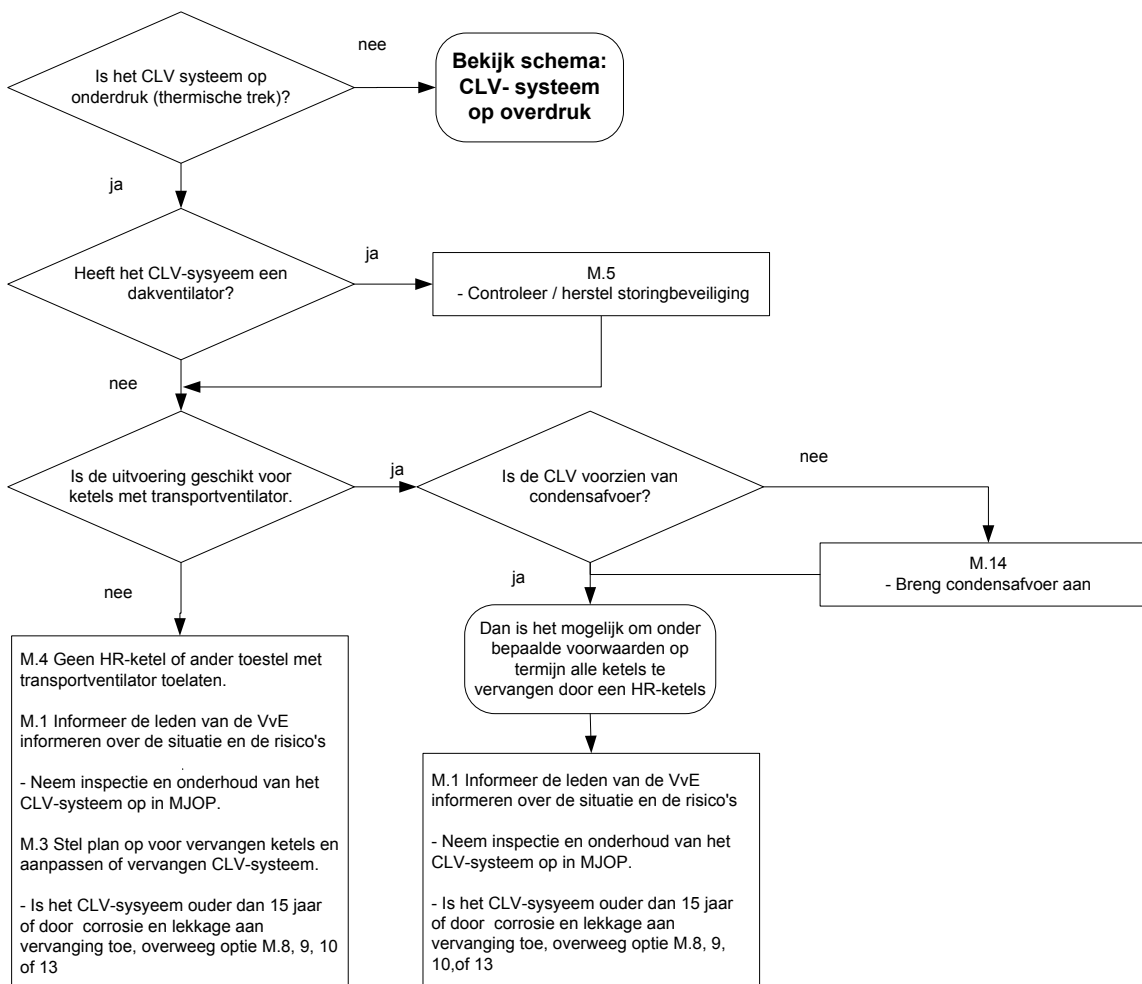 Is het CLV systeem op
onderdruk (thermische trek)?
nee
Bekijk schema:
CLV- systeem
op overdruk
ja
Heeft het CLV-sysyeem een
dakventilator?
ja
M.5
- Controleer / herstel storingbeveiliging
nee
Is de uitvoering geschikt voor
ketels met transportventilator.
ja
Is de CLV voorzien van
condensafvoer?
nee
M.14
- Breng condensafvoer aan
nee
ja
Dan is het mogelijk om onder
bepaalde voorwaarden op
termijn alle ketels te
vervangen door een HR-ketels
M.4 Geen HR-ketel of ander toestel met
transportventilator toelaten.
M.1 Informeer de leden van de VvE
informeren over de situatie en de risico's
- Neem inspectie en onderhoud van het
CLV-systeem op in MJOP.
M.3 Stel plan op voor vervangen ketels en
aanpassen of vervangen CLV-systeem.
- Is het CLV-sysyeem ouder dan 15 jaar
of door  corrosie en lekkage aan
vervanging toe, overweeg optie M.8, 9, 10
of 13
M.1 Informeer de leden van de VvE
informeren over de situatie en de risico's
- Neem inspectie en onderhoud van het
CLV-systeem op in MJOP.
- Is het CLV-sysyeem ouder dan 15 jaar
of door  corrosie en lekkage aan
vervanging toe, overweeg optie M.8, 9,
10,of 13